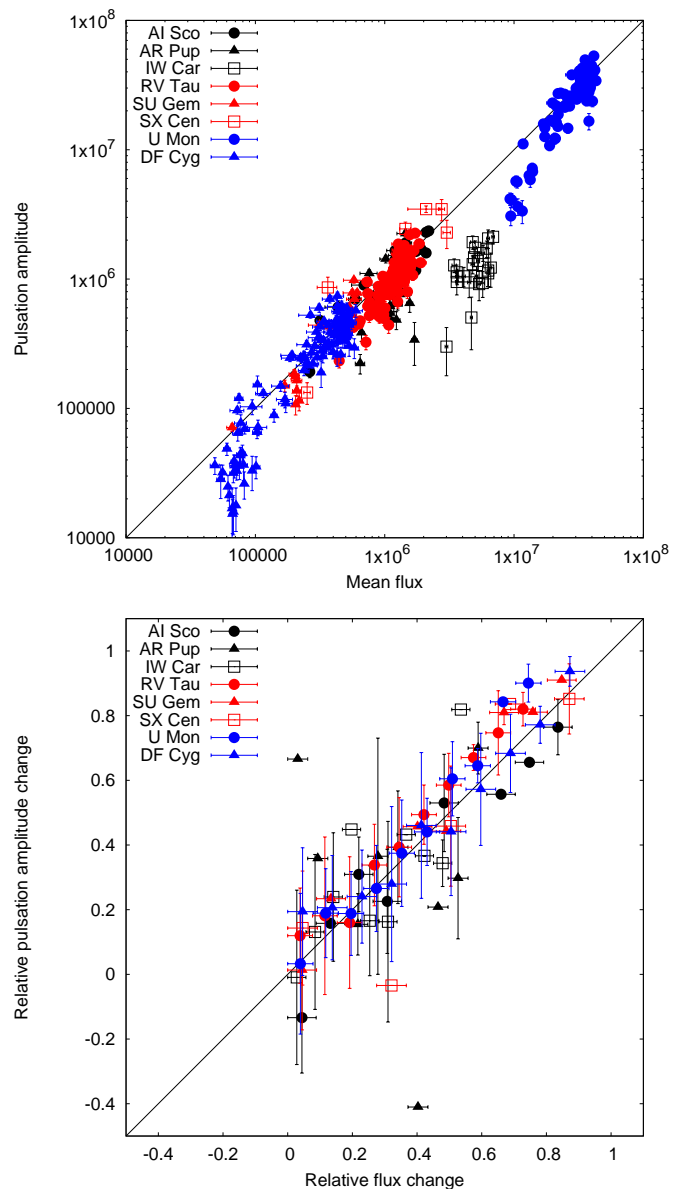 1x10^8
1x10^7
1x10^6
100000
10000
Pulsation amplitude
AI Sco
AR Pup
IW Car
RV Tau
SU Gem
SX Cen
U Mon
DF Cyg
10000 100000 1x10^6 1x10^7 1x10^8
Mean flux
1
0.8
0.6
0.4
0.2
0
-0.2
-0.4
Relative pulsation amplitude change
AI Sco
AR Pup
IW Car
RV Tau
SU Gem
SX Cen
U Mon
DF Cyg
-0.4 -0.2 0 0.2 0.4 0.6 0.8 1
Relative flux change